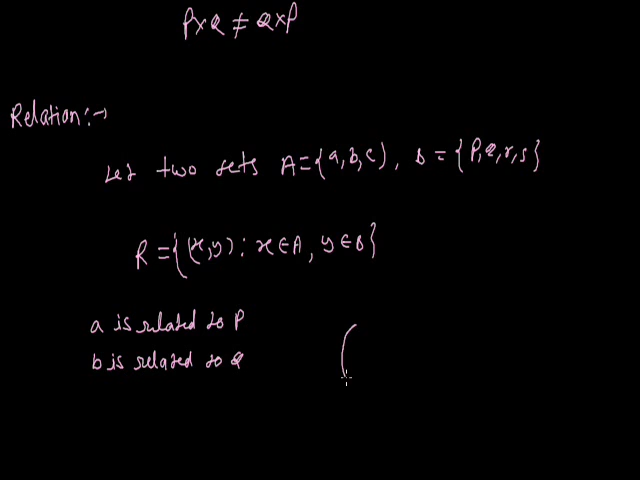 P×Q ≠ Q×P
Relation:→
Let two sets A={a,b,c), B={P,Q,r,s}
R={(x,y): x∈A, y∈B}
a is related to P
b is related to Q
(